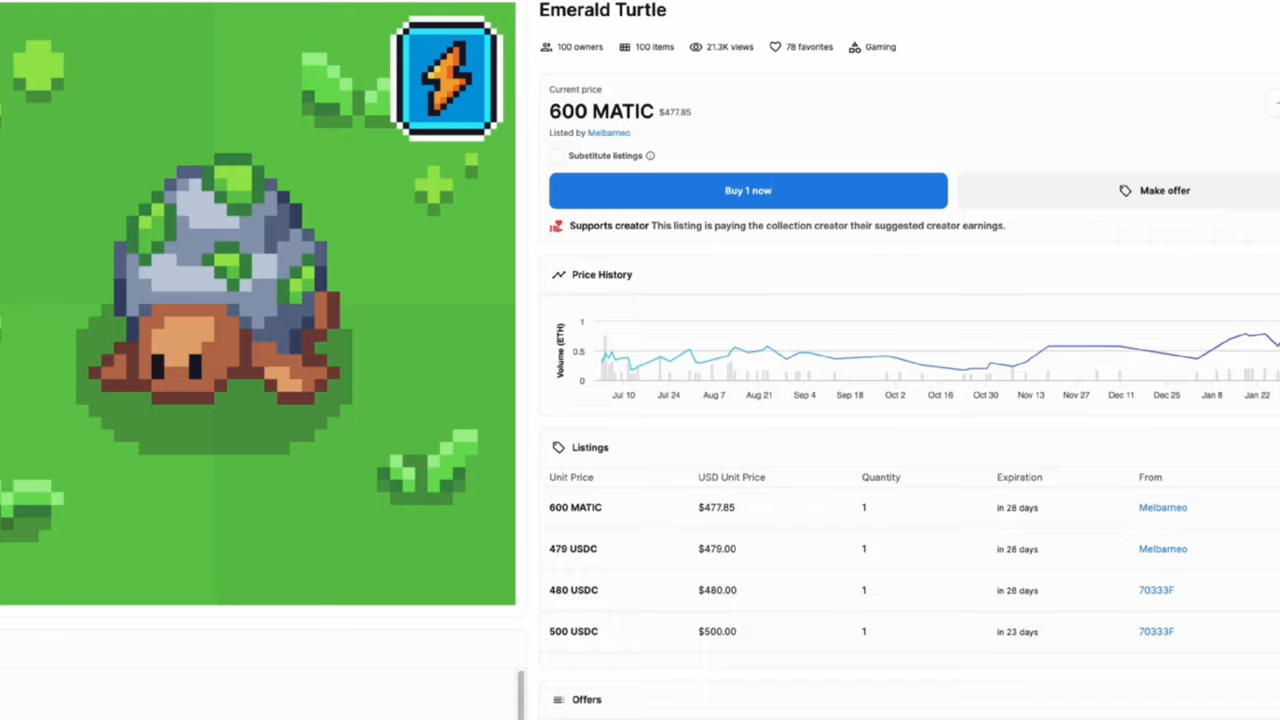 Emerald Turtle
100 owners 100 items 21.3K views 78 favorites Gaming
Current price
600 MATIC $477.85
Listed by Melbarneo
Substitute listings
Buy 1 now Make offer
Supports creator This listing is paying the collection creator their suggested creator earnings.
Price History
Volume (ETH)
1
0.5
0
Jul 10 Jul 24 Aug 7 Aug 21 Sep 4 Sep 18 Oct 2 Oct 16 Oct 30 Nov 13 Nov 27 Dec 11 Dec 25 Jan 8 Jan 22
Listings
Unit Price USD Unit Price Quantity Expiration From
600 MATIC $477.85 1 in 28 days Melbarneo
479 USDC $479.00 1 in 28 days Melbarneo
480 USDC $480.00 1 in 28 days 70333F
500 USDC $500.00 1 in 23 days 70333F
Offers